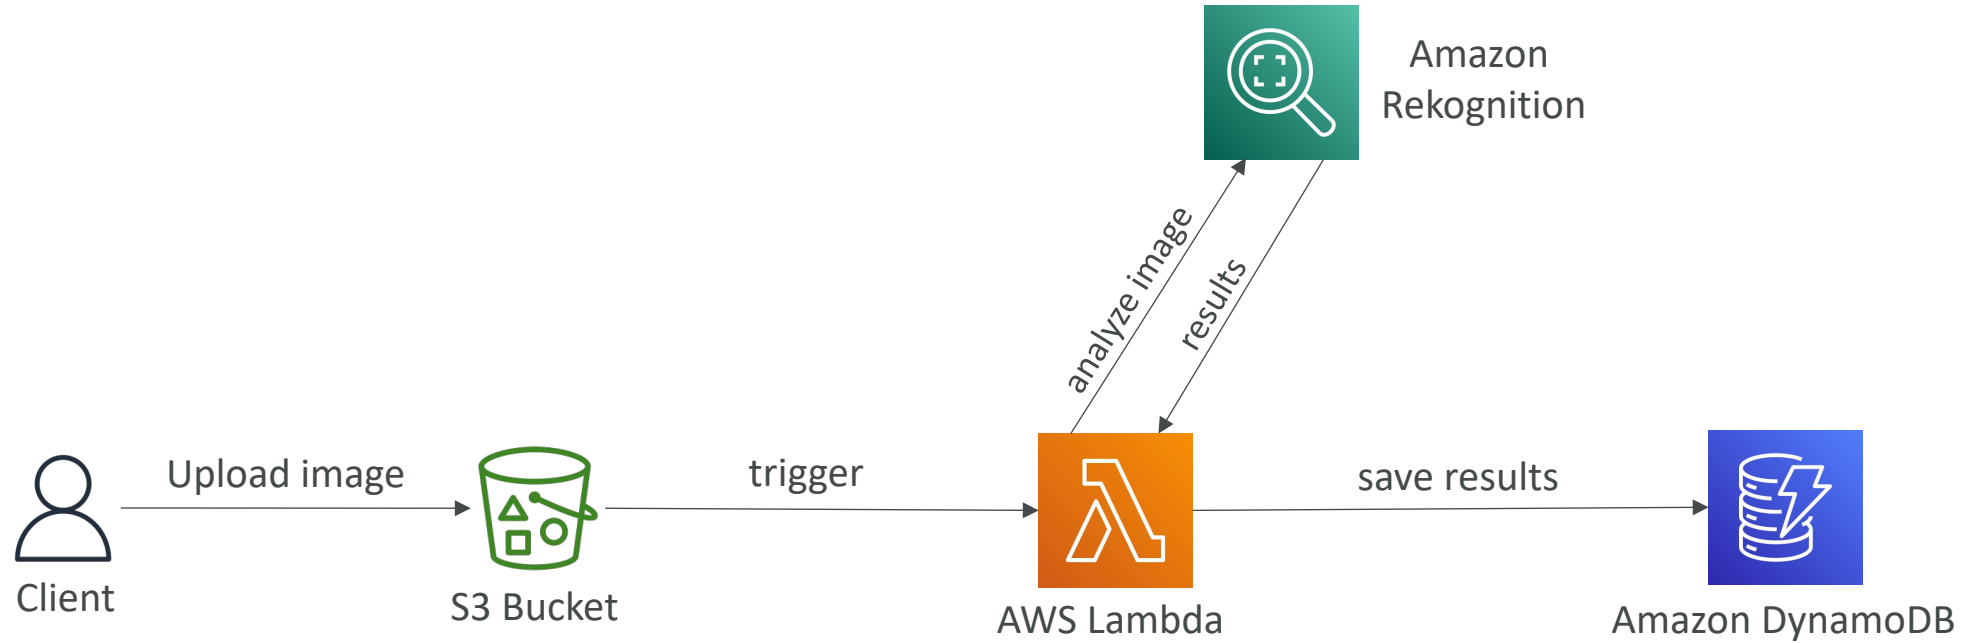 Amazon
Rekognition
analyze image
results
Upload image
trigger
save results
Client
S3 Bucket
AWS Lambda
Amazon DynamoDB